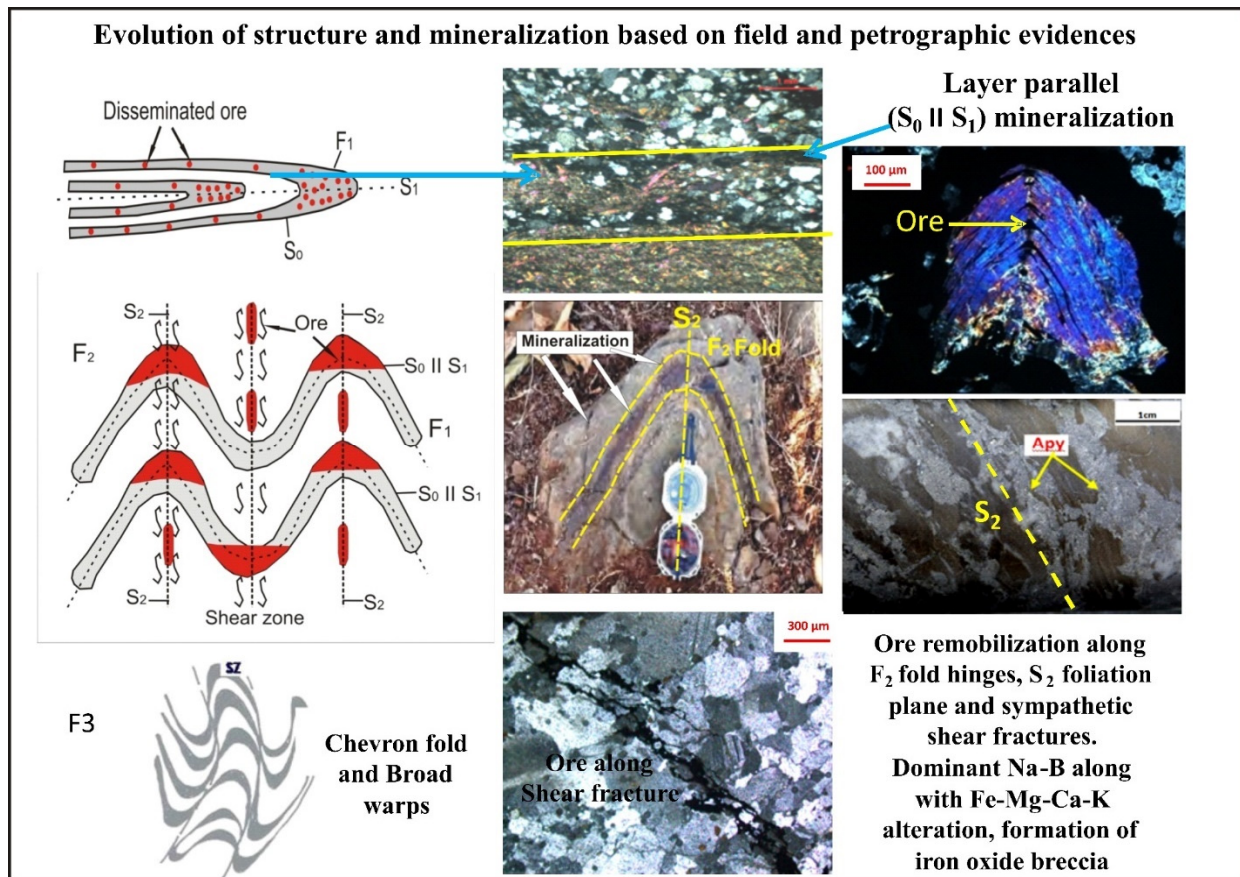 Evolution of structure and mineralization based on field and petrographic evidences
Disseminated ore
F₁
S₁
S₀
Layer parallel
(S₀ II S₁) mineralization
100 µm
Ore
S₂
Ore
S₂
F₂
S₀ II S₁
F₁
S₀ II S₁
S₂
S₂
Shear zone
Mineralization
S₂
F₂ Fold
1cm
Apy
S₂
F3
SZ
Chevron fold
and Broad
warps
300 µm
Ore along
Shear fracture
Ore remobilization along
F₂ fold hinges, S₂ foliation
plane and sympathetic
shear fractures.
Dominant Na-B along
with Fe-Mg-Ca-K
alteration, formation of
iron oxide breccia